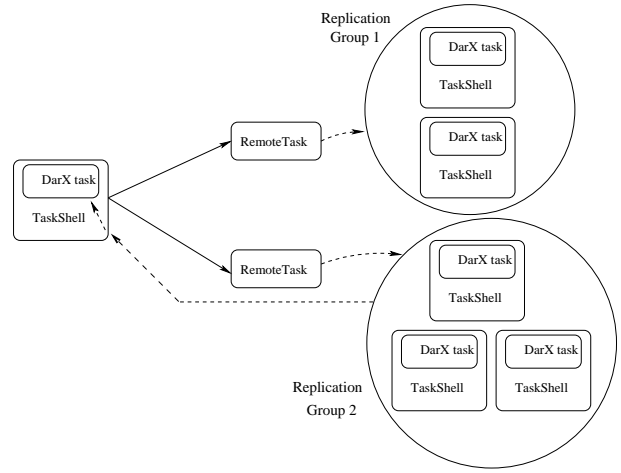 Replication
Group 1
DarX task
TaskShell
DarX task
TaskShell
RemoteTask
DarX task
TaskShell
RemoteTask
DarX task
TaskShell
DarX task
TaskShell
DarX task
TaskShell
Replication
Group 2